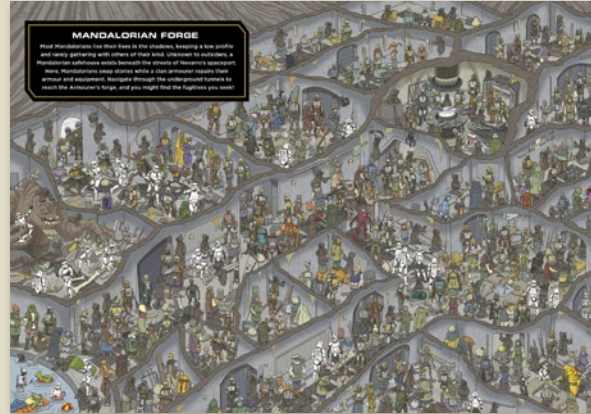 MANDALORIAN FORGE
Most Mandalorians live their lives in the shadows, keeping a low profile
and rarely gathering with others of their kind. Unknown to outsiders, a
Mandalorian safehouse exists beneath the streets of Nevarro's spaceport.
Here, Mandalorians swap stories while a clan armourer repairs their
armour and equipment. Navigate through the underground tunnels to
reach the Armourer's forge, and you might find the fugitives you seek!